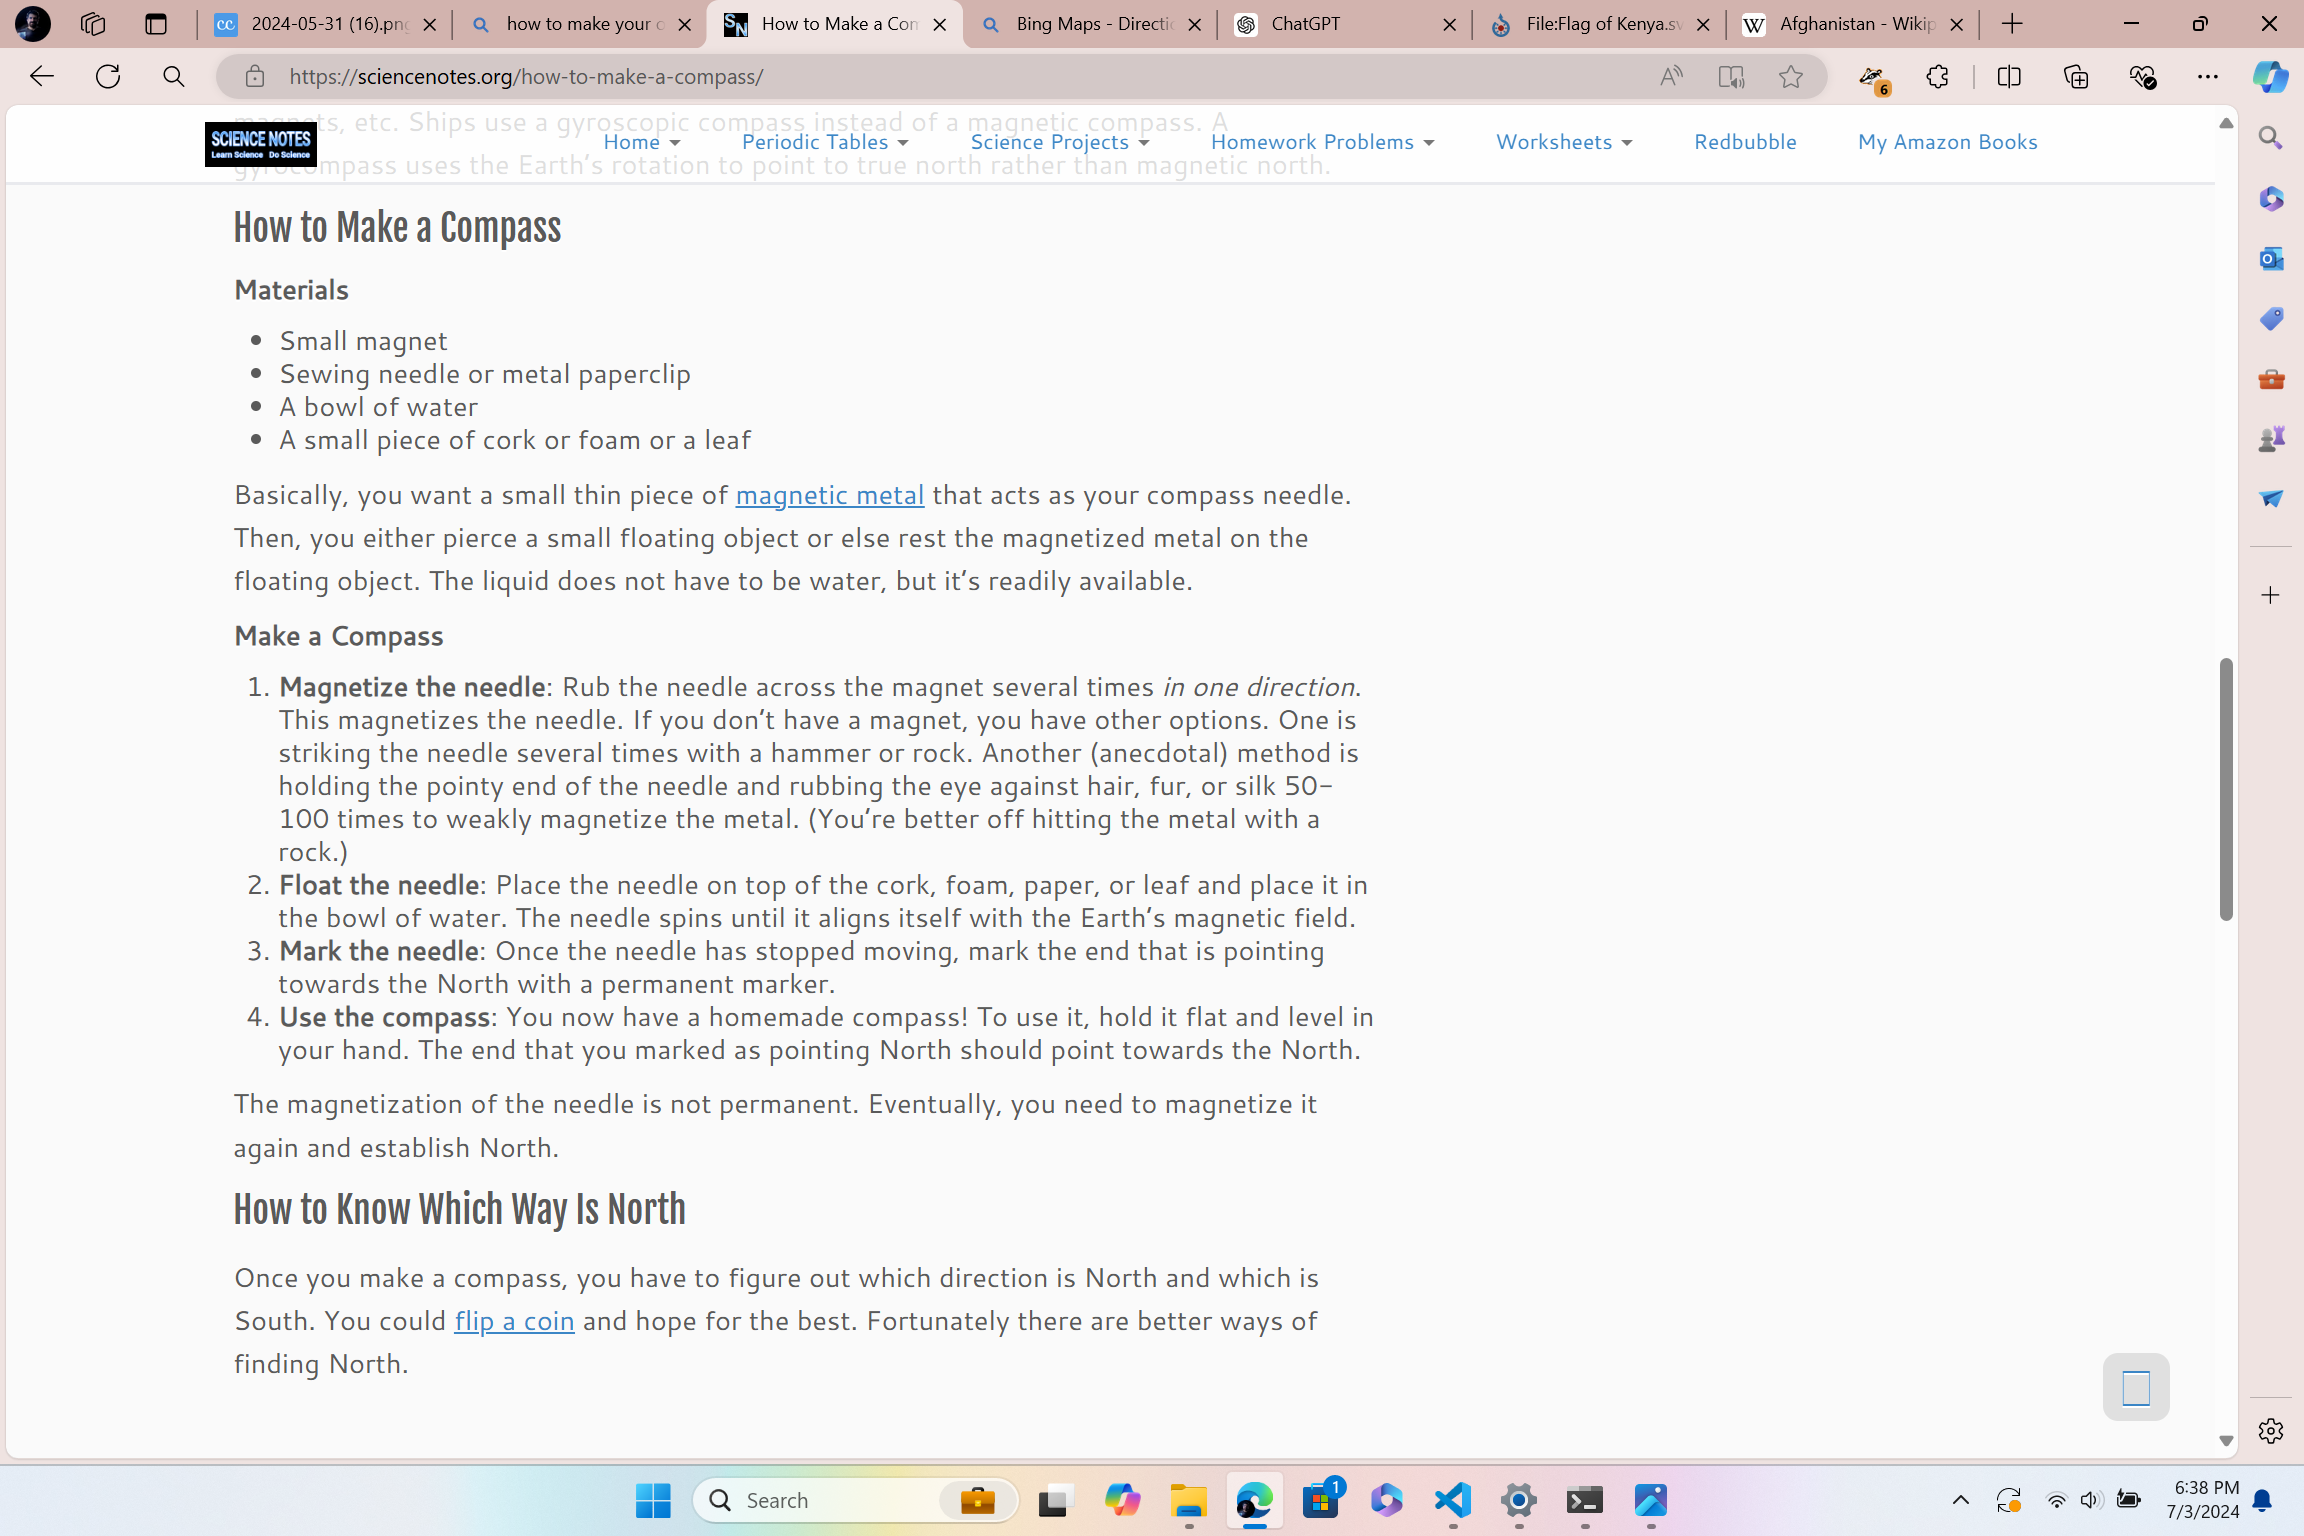 2024-05-31 (16).png
how to make your o
How to Make a Com
Bing Maps - Directio
ChatGPT
File:Flag of Kenya.sv
Afghanistan - Wikip
https://sciencenotes.org/how-to-make-a-compass/
6
magnets, etc. Ships use a gyroscopic compass instead of a magnetic compass. A
gyrocompass uses the Earth's rotation to point to true north rather than magnetic north.
SCIENCE NOTES
Learn Science Do Science
Home
Periodic Tables
Science Projects
Homework Problems
Worksheets
Redbubble
My Amazon Books
How to Make a Compass
Materials
• Small magnet
• Sewing needle or metal paperclip
• A bowl of water
• A small piece of cork or foam or a leaf
Basically, you want a small thin piece of magnetic metal that acts as your compass needle.
Then, you either pierce a small floating object or else rest the magnetized metal on the
floating object. The liquid does not have to be water, but it's readily available.
Make a Compass
1. Magnetize the needle: Rub the needle across the magnet several times in one direction.
This magnetizes the needle. If you don't have a magnet, you have other options. One is
striking the needle several times with a hammer or rock. Another (anecdotal) method is
holding the pointy end of the needle and rubbing the eye against hair, fur, or silk 50-
100 times to weakly magnetize the metal. (You're better off hitting the metal with a
rock.)
2. Float the needle: Place the needle on top of the cork, foam, paper, or leaf and place it in
the bowl of water. The needle spins until it aligns itself with the Earth's magnetic field.
3. Mark the needle: Once the needle has stopped moving, mark the end that is pointing
towards the North with a permanent marker.
4. Use the compass: You now have a homemade compass! To use it, hold it flat and level in
your hand. The end that you marked as pointing North should point towards the North.
The magnetization of the needle is not permanent. Eventually, you need to magnetize it
again and establish North.
How to Know Which Way Is North
Once you make a compass, you have to figure out which direction is North and which is
South. You could flip a coin and hope for the best. Fortunately there are better ways of
finding North.
Search
1
6:38 PM
7/3/2024